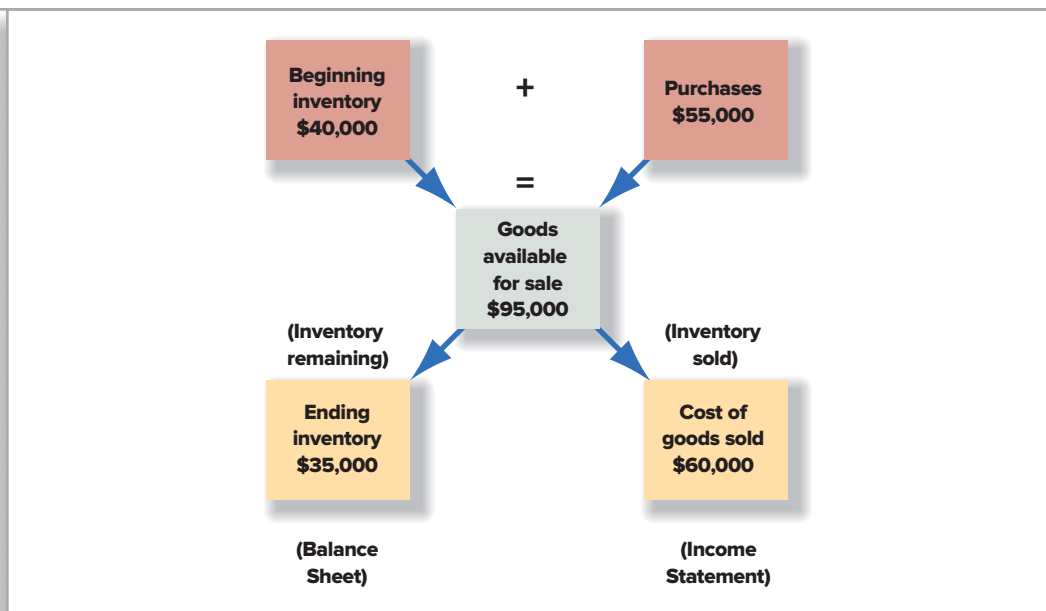 Beginning
inventory
$40,000
+
Purchases
$55,000
=
Goods
available
for sale
$95,000
(Inventory
remaining)
(Inventory
sold)
Ending
inventory
$35,000
Cost of
goods sold
$60,000
(Balance
Sheet)
(Income
Statement)